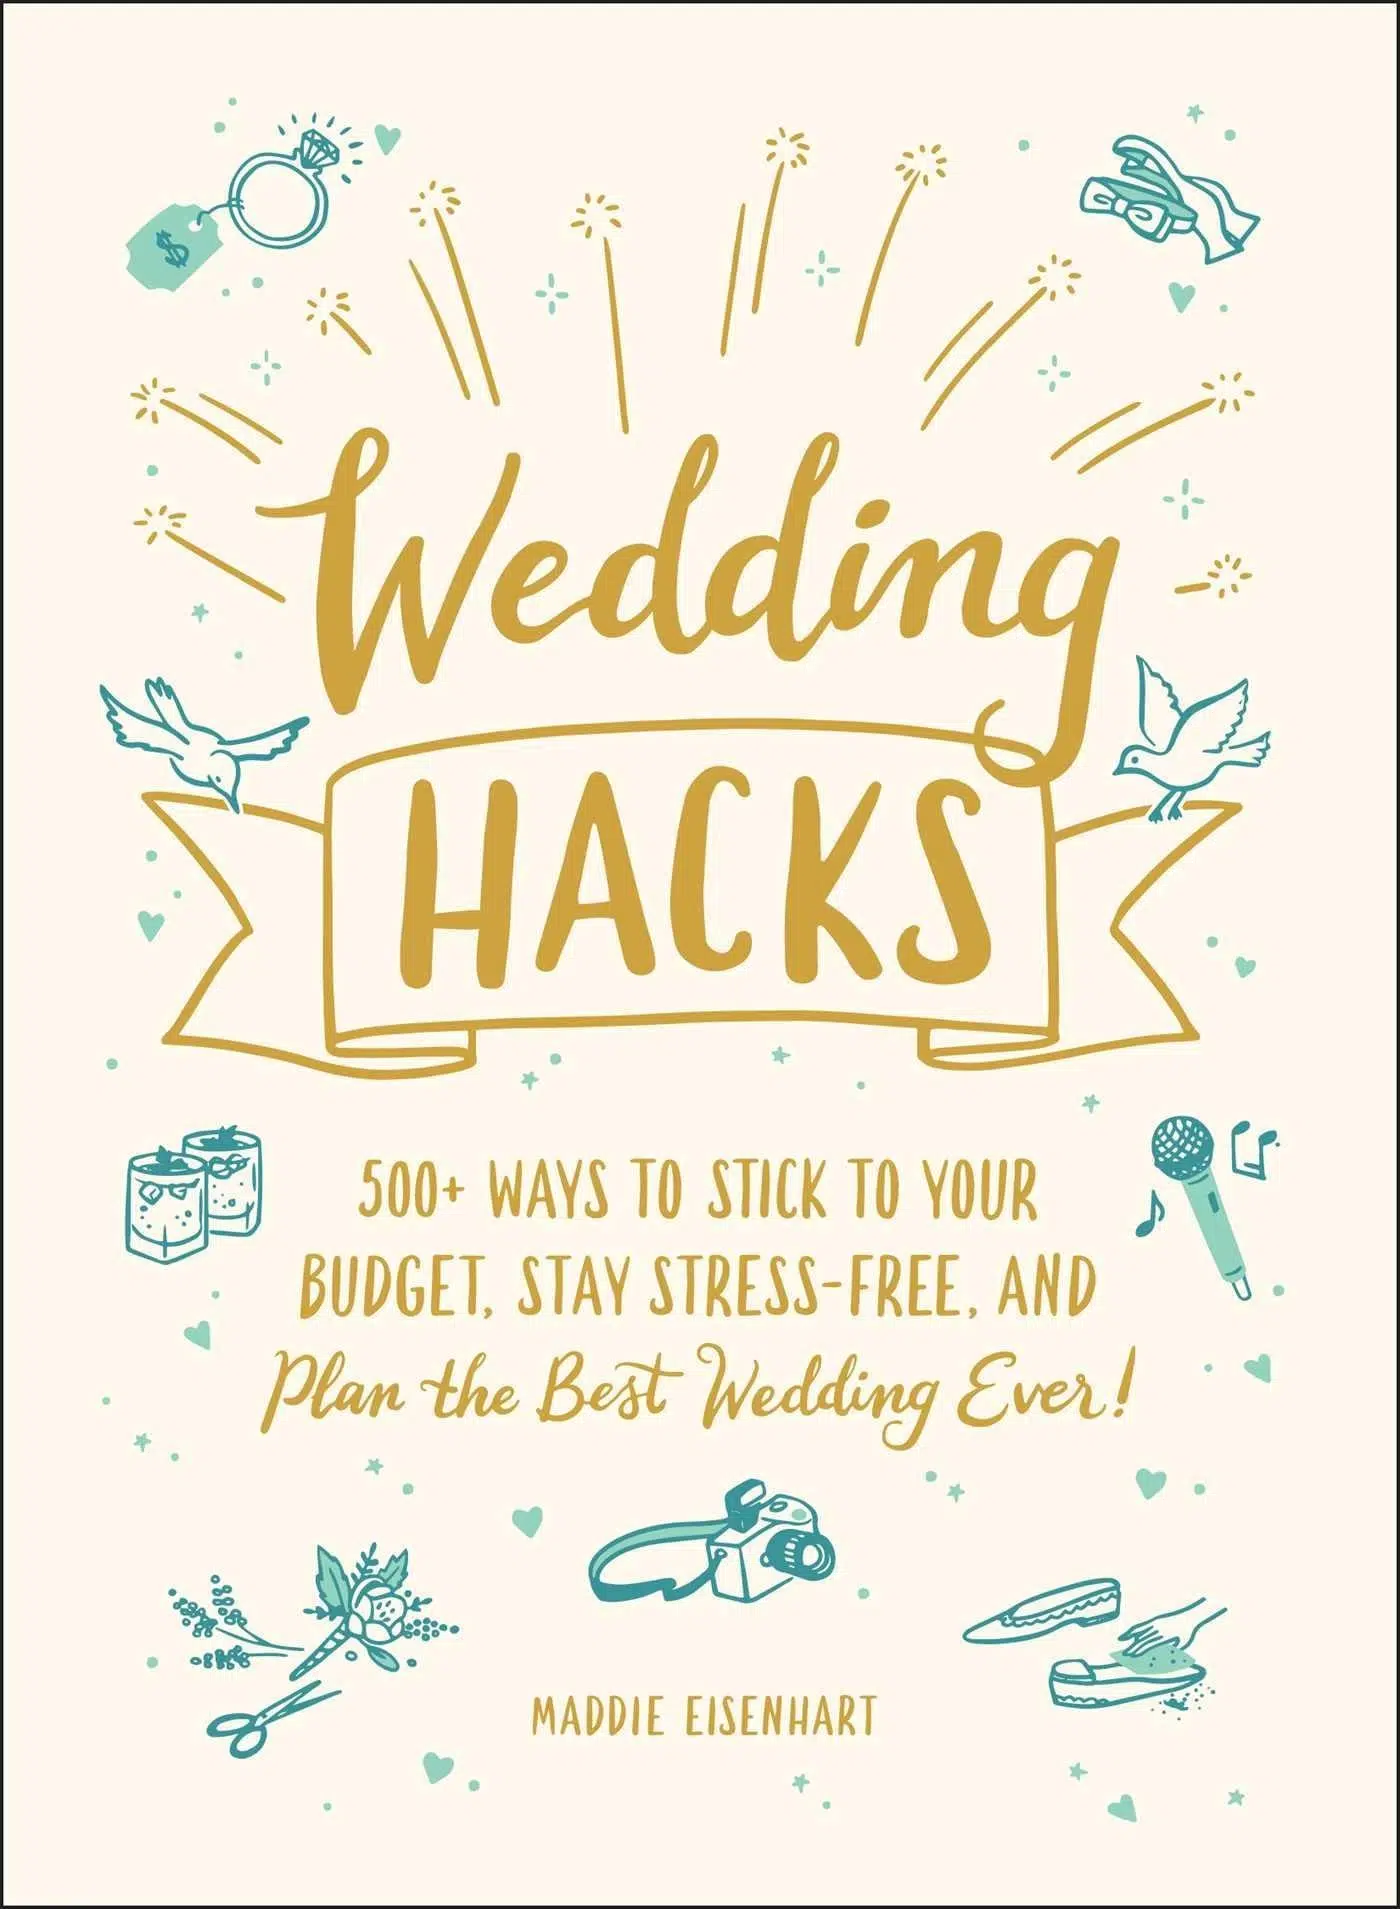 $
Wedding
HACKS
500+ WAYS TO STICK TO YOUR
BUDGET, STAY STRESS-FREE, AND
Plan the Best Wedding Ever!
MADDIE EISENHART